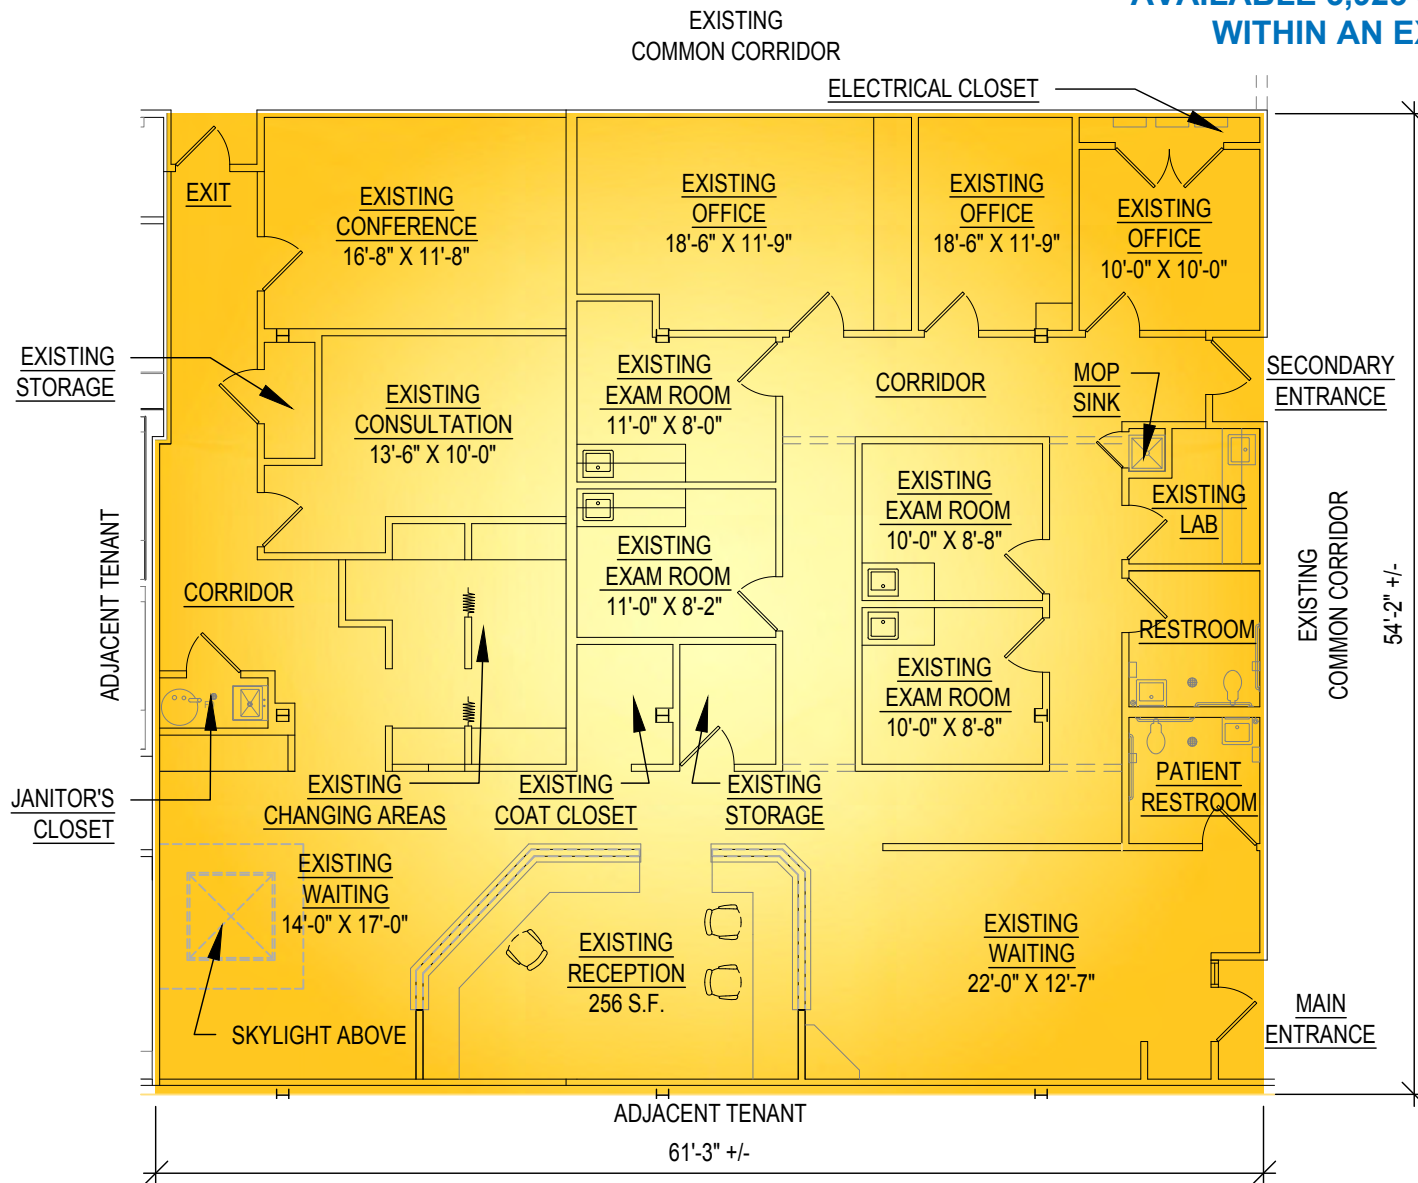 WITHIN AN
EXISTING
COMMON CORRIDOR
ELECTRICAL CLOSET
EXIT
EXISTING
CONFERENCE
16'-8" X 11'-8"
EXISTING
OFFICE
18'-6" X 11'-9"
EXISTING
OFFICE
18'-6" X 11'-9"
EXISTING
OFFICE
10'-0" X 10'-0"
EXISTING
STORAGE
EXISTING
CONSULTATION
13'-6" X 10'-0"
EXISTING
EXAM ROOM
11'-0" X 8'-0"
CORRIDOR
MOP
SINK
SECONDARY
ENTRANCE
EXISTING
EXAM ROOM
10'-0" X 8'-8"
EXISTING
LAB
EXISTING
EXAM ROOM
11'-0" X 8'-2"
ADJACENT TENANT
CORRIDOR
RESTROOM
EXISTING
COMMON CORRIDOR
54'-2" +/-
EXISTING
EXAM ROOM
10'-0" X 8'-8"
JANITOR'S
CLOSET
EXISTING
CHANGING AREAS
EXISTING
COAT CLOSET
EXISTING
STORAGE
PATIENT
RESTROOM
EXISTING
WAITING
14'-0" X 17'-0"
EXISTING
RECEPTION
256 S.F.
EXISTING
WAITING
22'-0" X 12'-7"
SKYLIGHT ABOVE
MAIN
ENTRANCE
ADJACENT TENANT
61'-3" +/-